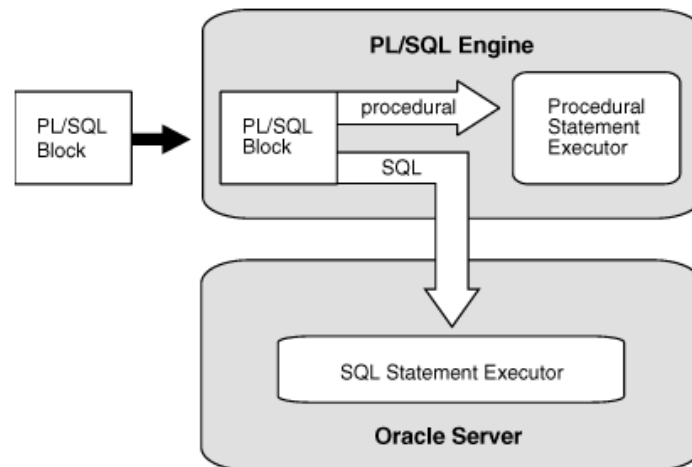 PL/SQL Engine
PL/SQL
Block
PL/SQL
Block
procedural
SQL
Procedural
Statement
Executor
SQL Statement Executor
Oracle Server